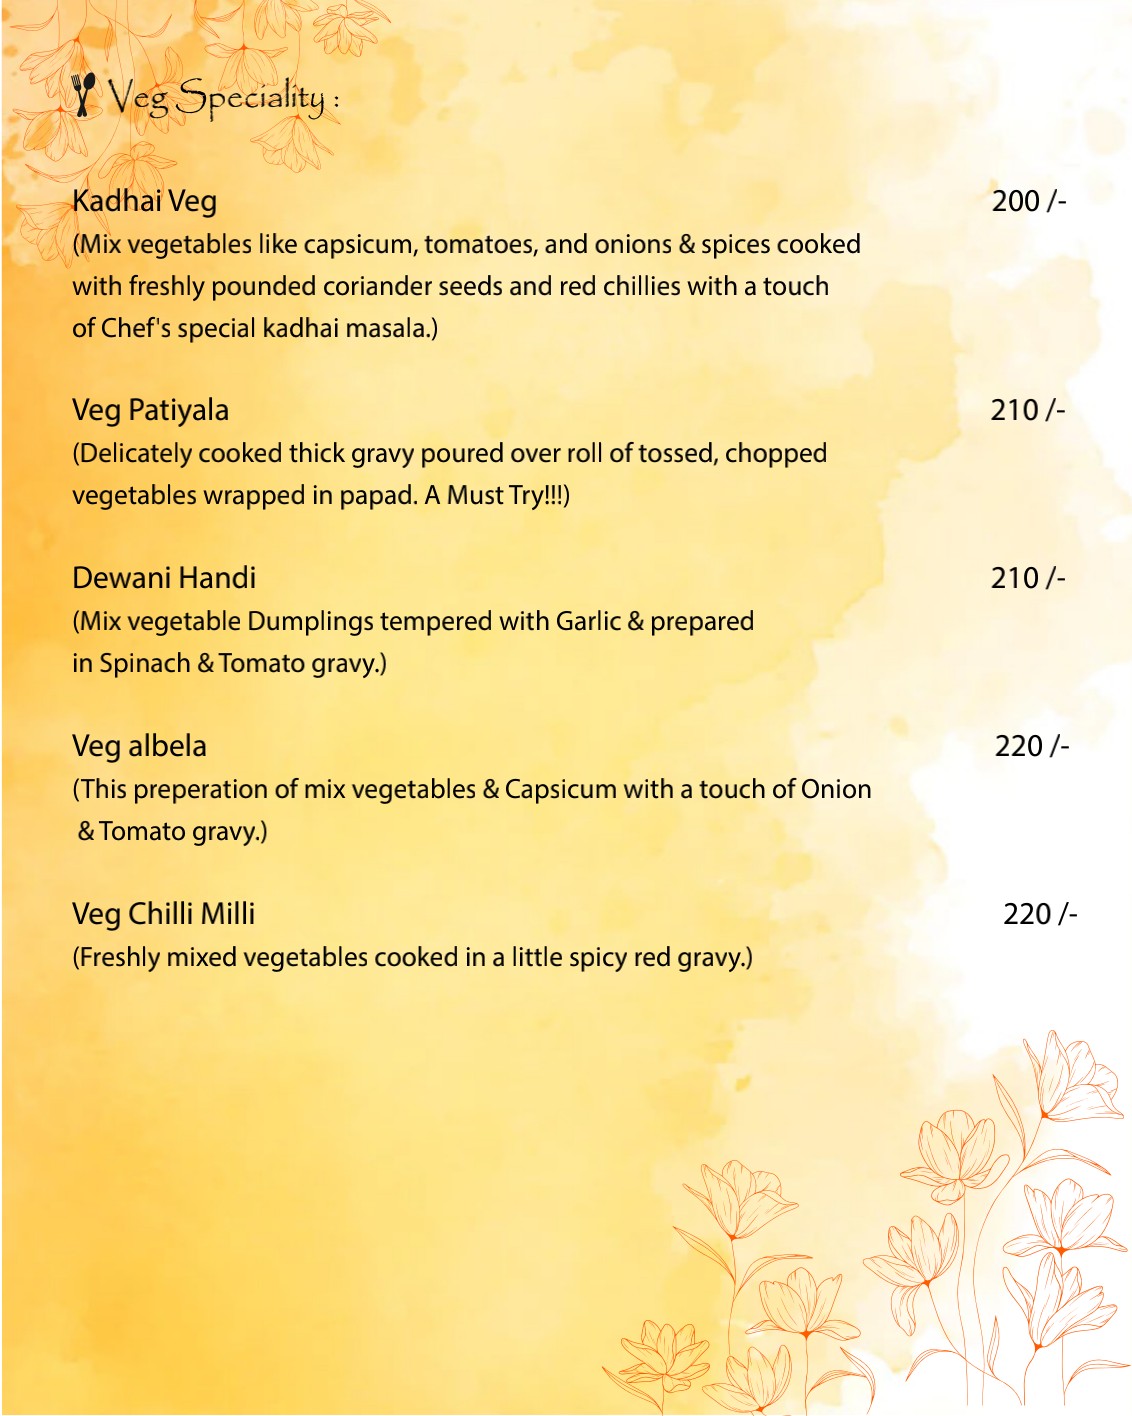 Veg Speciality :
Kadhai Veg 200 /-
(Mix vegetables like capsicum, tomatoes, and onions & spices cooked
with freshly pounded coriander seeds and red chillies with a touch
of Chef's special kadhai masala.)
Veg Patiyala 210 /-
(Delicately cooked thick gravy poured over roll of tossed, chopped
vegetables wrapped in papad. A Must Try!!!)
Dewani Handi 210 /-
(Mix vegetable Dumplings tempered with Garlic & prepared
in Spinach & Tomato gravy.)
Veg albela 220 /-
(This preperation of mix vegetables & Capsicum with a touch of Onion
& Tomato gravy.)
Veg Chilli Milli 220 /-
(Freshly mixed vegetables cooked in a little spicy red gravy.)